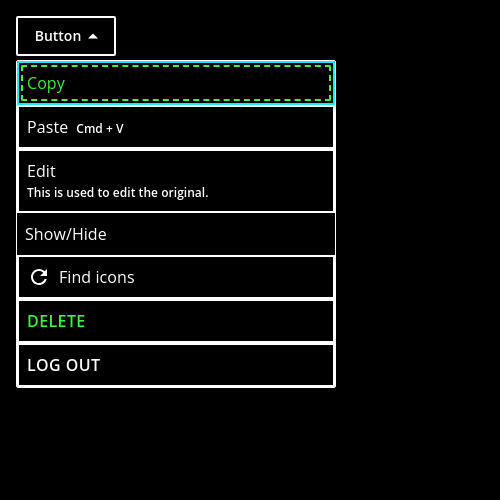 Button
Copy
Paste Cmd + V
Edit
This is used to edit the original.
Show/Hide
Find icons
DELETE
LOG OUT